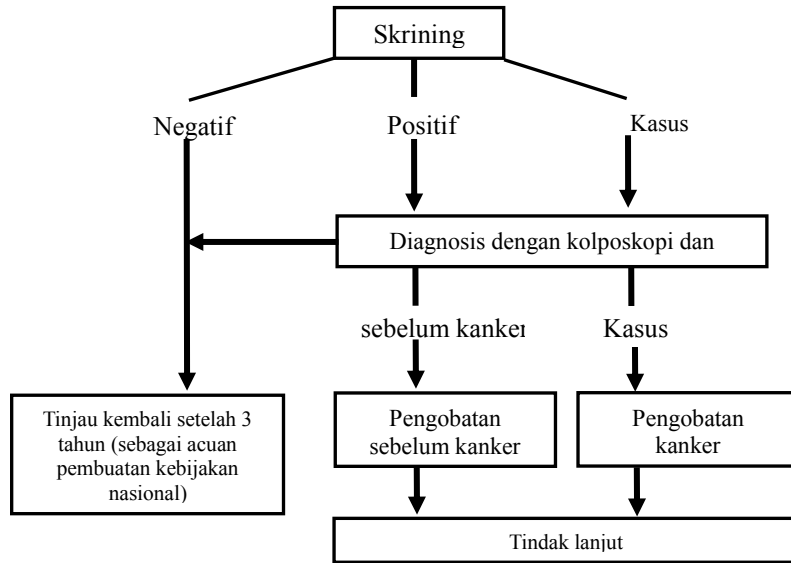 Skrining
Negatif
Positif
Kasus
Diagnosis dengan kolposkopi dan
sebelum kanker
Kasus
Tinjau kembali setelah 3
tahun (sebagai acuan
pembuatan kebijakan
nasional)
Pengobatan
sebelum kanker
Pengobatan
kanker
Tindak lanjut